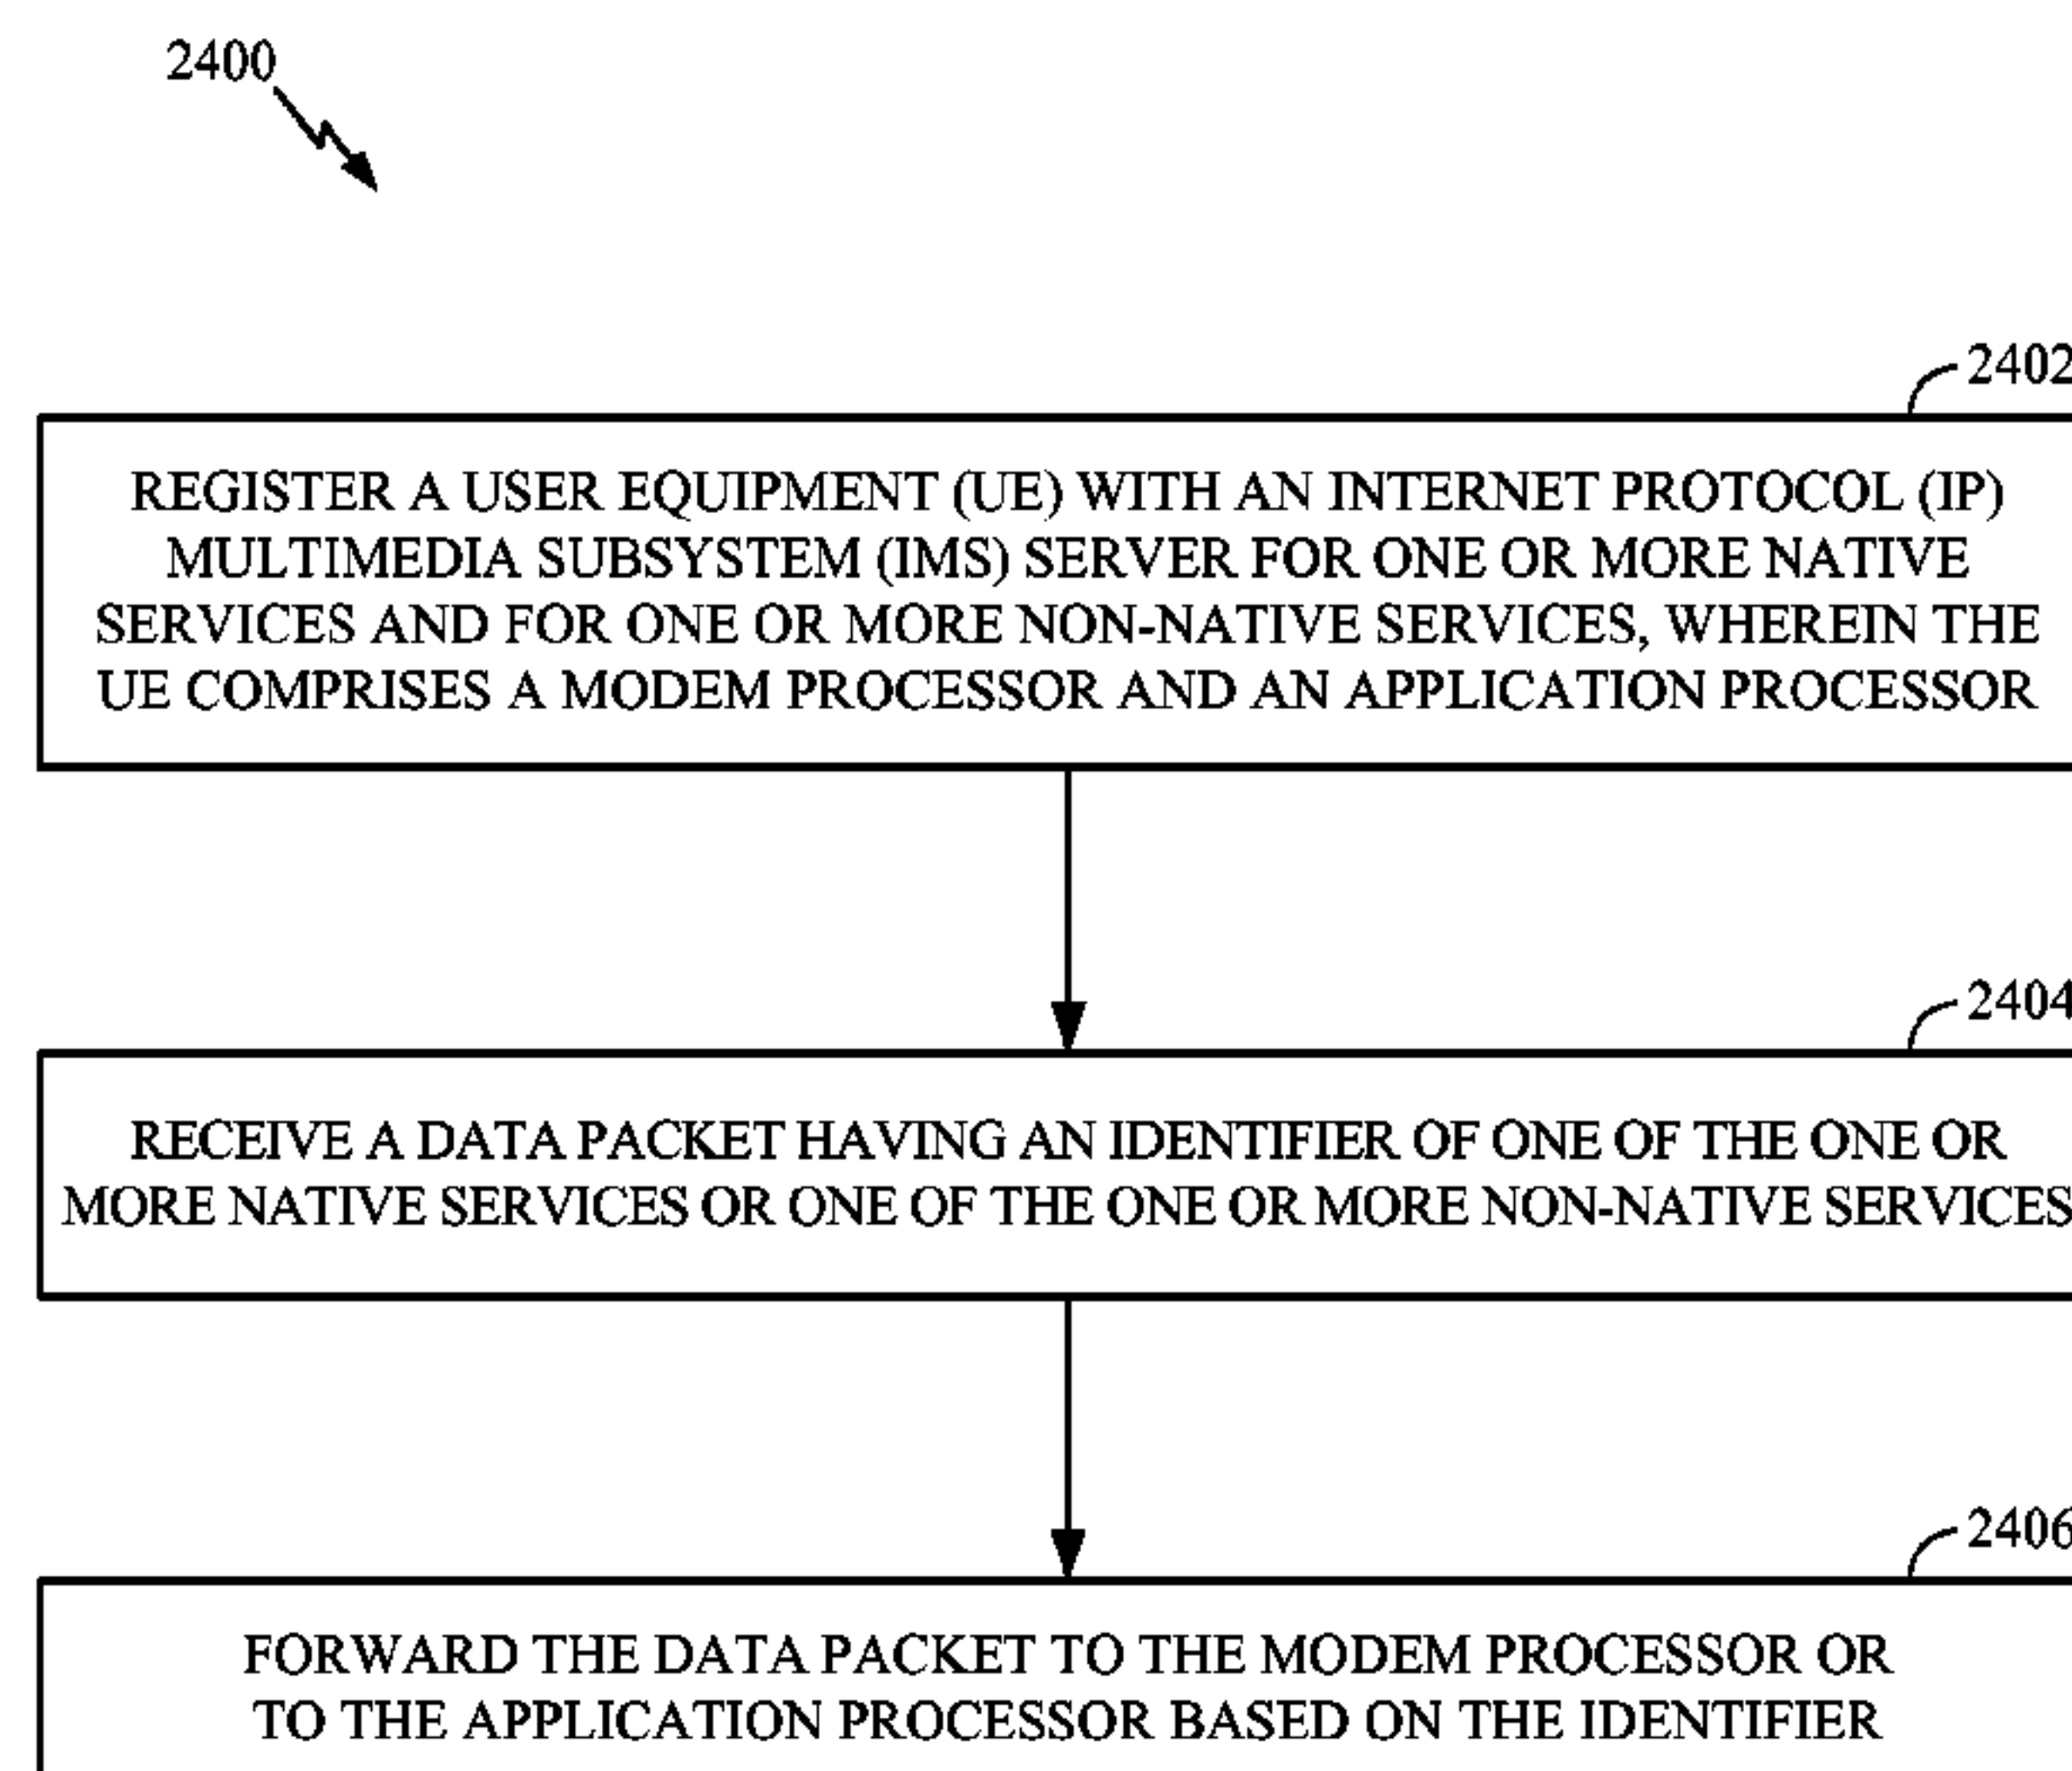 2400
2402
REGISTER A USER EQUIPMENT (UE) WITH AN INTERNET PROTOCOL (IP)
MULTIMEDIA SUBSYSTEM (IMS) SERVER FOR ONE OR MORE NATIVE
SERVICES AND FOR ONE OR MORE NON-NATIVE SERVICES, WHEREIN THE
UE COMPRISES A MODEM PROCESSOR AND AN APPLICATION PROCESSOR
2404
RECEIVE A DATA PACKET HAVING AN IDENTIFIER OF ONE OF THE ONE OR
MORE NATIVE SERVICES OR ONE OF THE ONE OR MORE NON-NATIVE SERVICES
2406
FORWARD THE DATA PACKET TO THE MODEM PROCESSOR OR
TO THE APPLICATION PROCESSOR BASED ON THE IDENTIFIER